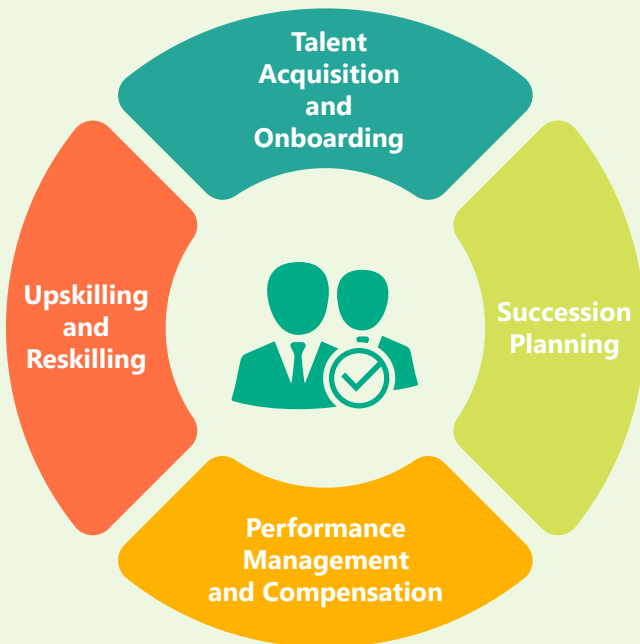 Talent
Acquisition
and
Onboarding
Upskilling
and
Reskilling
Succession
Planning
Performance
Management
and Compensation